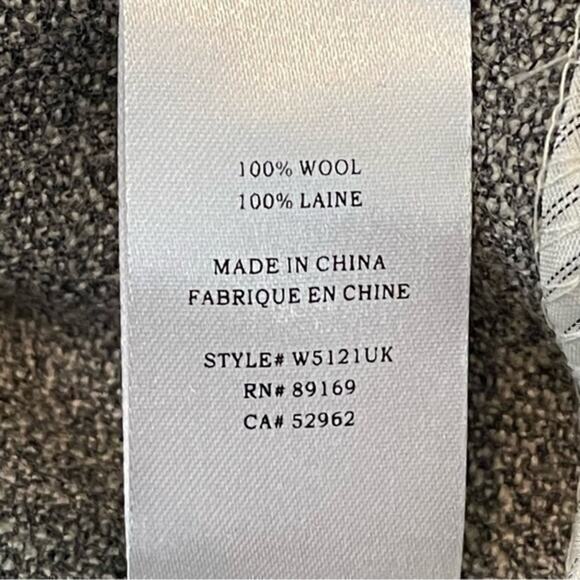 100% WOOL
100% LAINE
MADE IN CHINA
FABRIQUE EN CHINE
STYLE# W5121UK
RN# 89169
CA# 52962